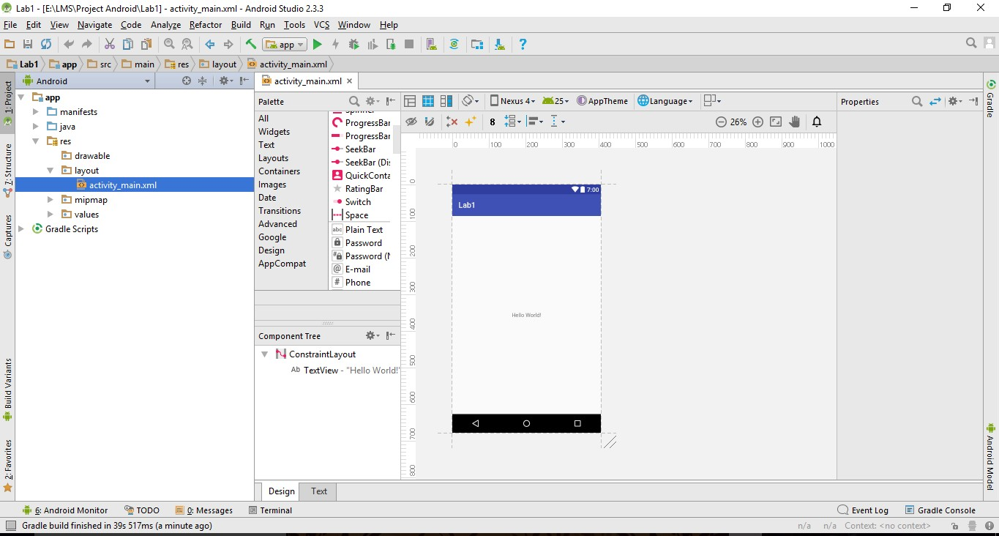 Lab1 - [E:\LMS\Project Android\Lab1] - activity_main.xml - Android Studio 2.3.3
File Edit View Navigate Code Analyze Refactor Build Run Tools VCS Window Help
app
Lab1 app src main res layout activity_main.xml
1: Project
Z: Structure
Captures
Build Variants
2: Favorites
Android
app
manifests
java
res
drawable
layout
activity_main.xml
mipmap
values
Gradle Scripts
activity_main.xml
Palette
All
Widgets
Text
Layouts
Containers
Images
Date
Transitions
Advanced
Google
Design
AppCompat
ProgressBar
ProgressBar
SeekBar
SeekBar (Di
QuickConta
RatingBar
Switch
Space
abc Plain Text
Password
# Password (
@ E-mail
# Phone
Component Tree
ConstraintLayout
Ab TextView - "Hello World!"
Nexus 4 25 AppTheme Language
8 26%
0 100 200 300 400 500 600 700 800 900 1000
0
100
200
300
400
500
600
700
800
7:00
Lab1
Hello World!
Design Text
Properties
Gradle
Android Model
6: Android Monitor TODO 0: Messages Terminal Event Log Gradle Console
Gradle build finished in 39s 517ms (a minute ago) n/a n/a Context: <no context>